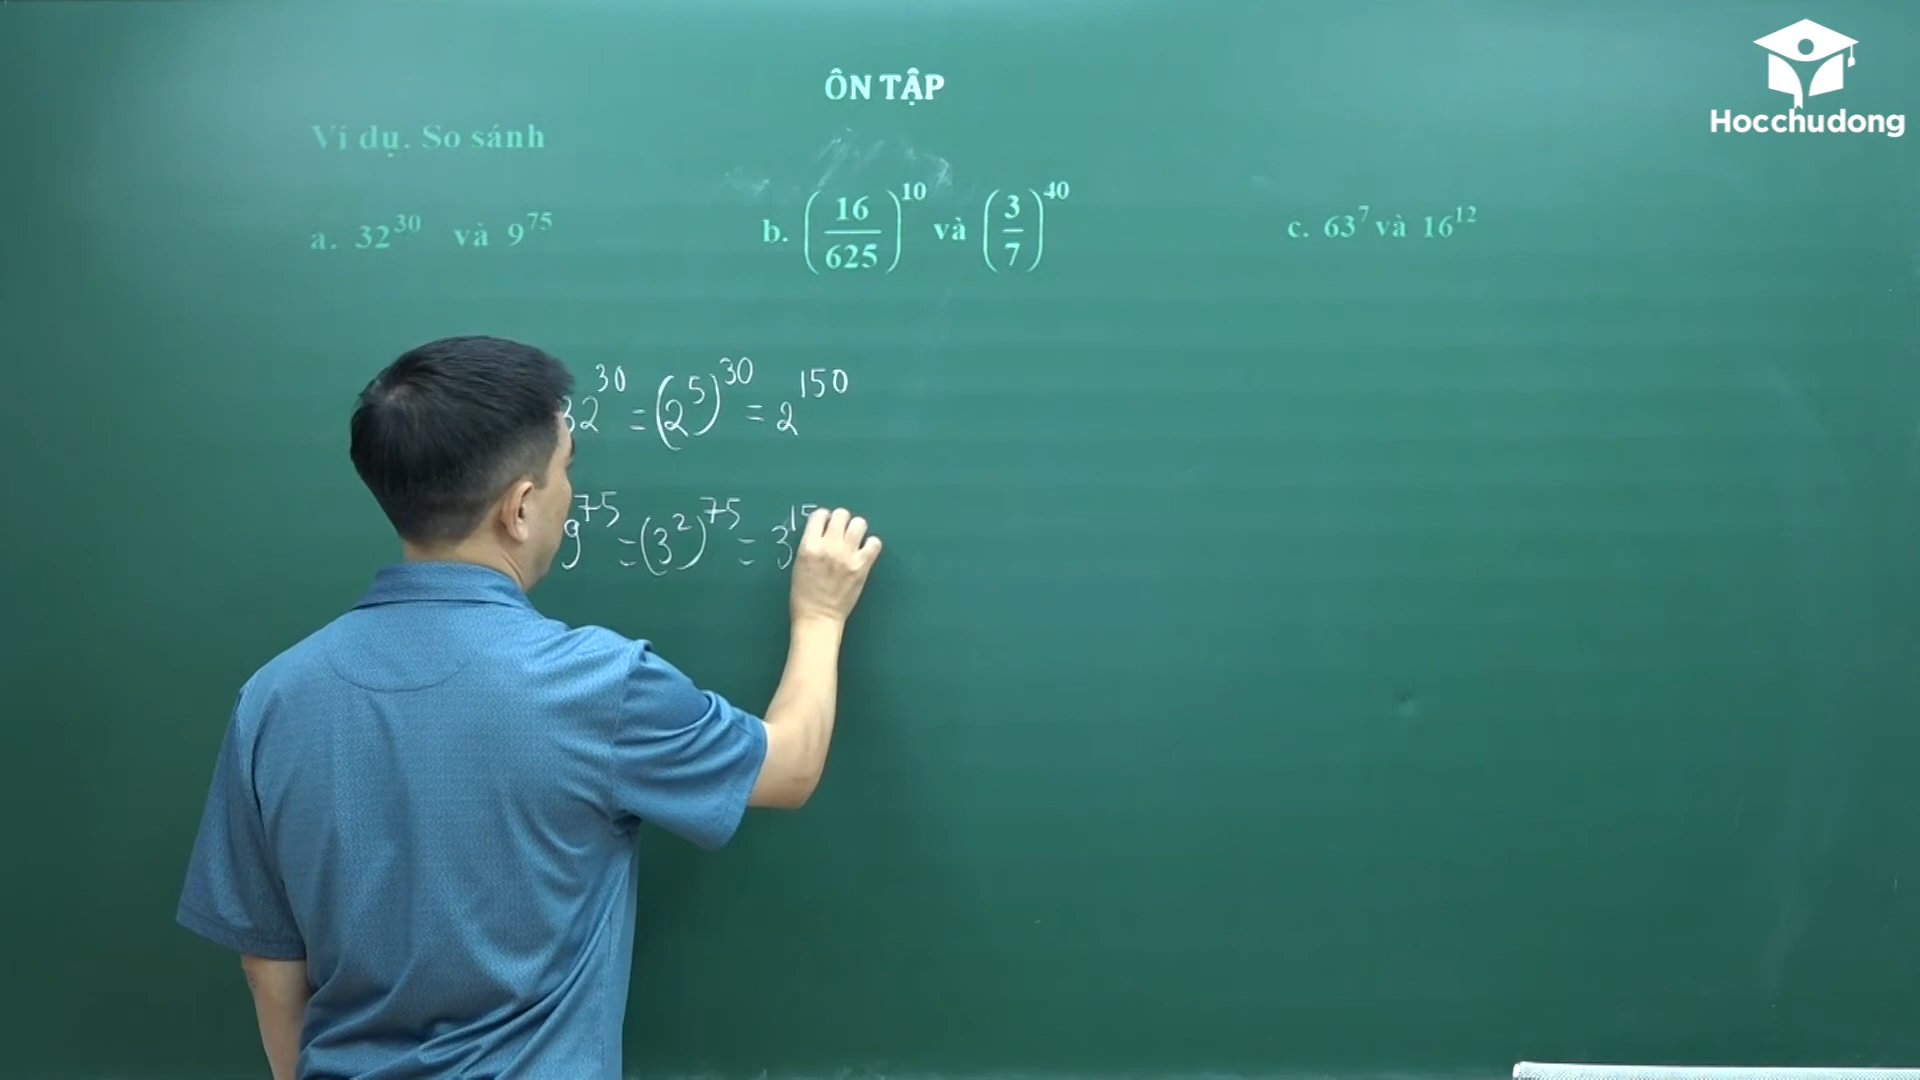 Hocchudong
ÔN TẬP
Ví dụ. So sánh
a. 32^30 và 9^75
b. (16/625)^10 và (3/7)^40
c. 63^7 và 16^12
32^30 = (2^5)^30 = 2^150
9^75 = (3^2)^75 = 3^15